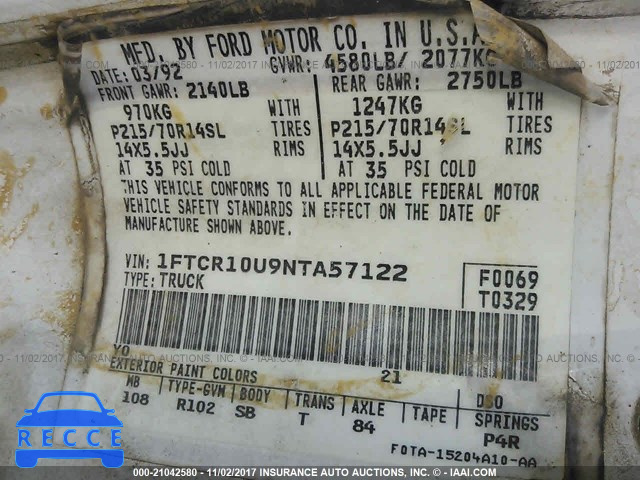 MFD. BY FORD MOTOR CO. IN U.S.A
DATE: 03/92 GVWR: 4580LB/ 2077KG
FRONT GAWR: 2140LB REAR GAWR: 2750LB
970KG WITH 1247KG WITH
P215/70R14SL TIRES P215/70R14SL TIRES
14X5.5JJ RIMS 14X5.5JJ RIMS
AT 35 PSI COLD AT 35 PSI COLD
THIS VEHICLE CONFORMS TO ALL APPLICABLE FEDERAL MOTOR
VEHICLE SAFETY STANDARDS IN EFFECT ON THE DATE OF
MANUFACTURE SHOWN ABOVE.
VIN: 1FTCR10U9NTA57122 F0069
TYPE: TRUCK T0329
YO
EXTERIOR PAINT COLORS 21 DSO
WB TYPE-GVM BODY TRANS AXLE TAPE SPRINGS
108 R102 SB T 84 P4R
F0TA-15204A10-AA
000-21042580 - 11/02/2017 INSURANCE AUTO AUCTIONS, INC. - IAAI.COM